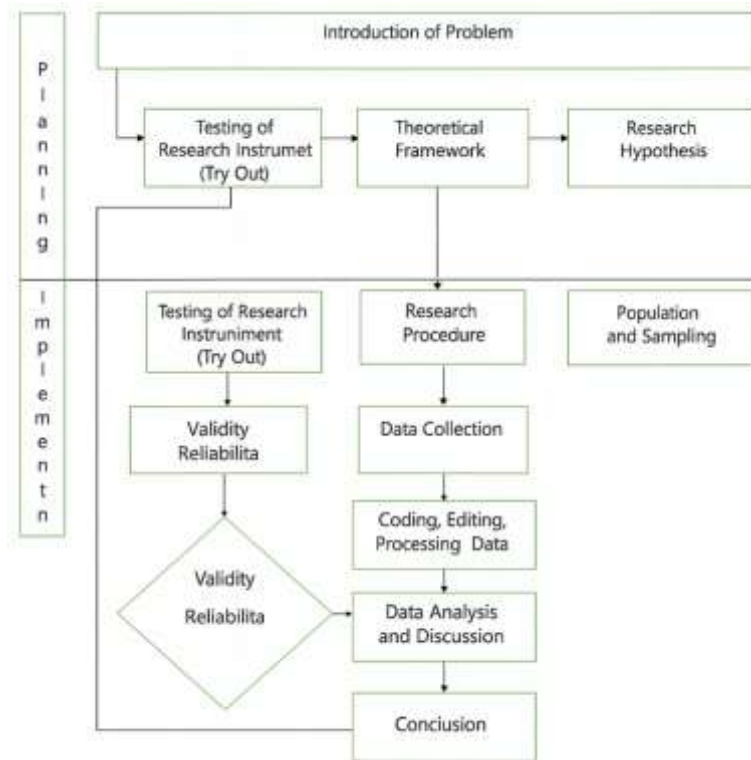 Planning
Introduction of Problem
Testing of
Research Instrumet
(Try Out)
Theoretical
Framework
Research
Hypothesis
Implementn
Testing of Research
Instruniment
(Try Out)
Research
Procedure
Population
and Sampling
Validity
Reliabilita
Data Collection
Coding, Editing,
Processing Data
Validity
Reliabilita
Data Analysis
and Discussion
Conciusion